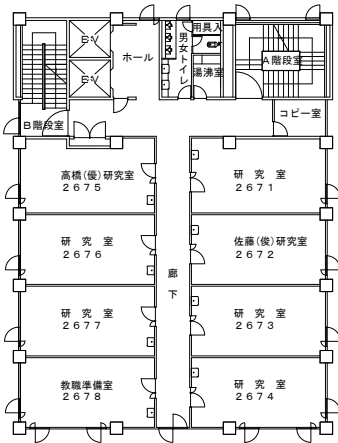 EV
EV
ホール
男女トイレ
用具入
湯沸室
A階段室
B階段室
コピー室
高橋(優)研究室
2675
研究室
2671
研究室
2676
佐藤(俊)研究室
2672
廊下
研究室
2677
研究室
2673
教職準備室
2678
研究室
2674